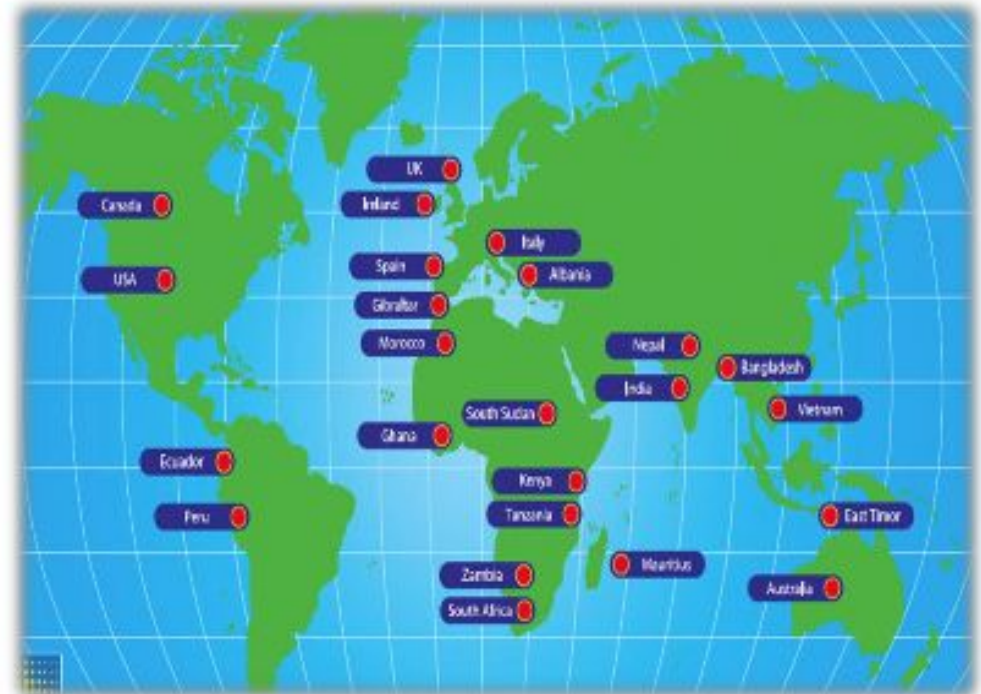 UK
Canada
Ireland
Italy
Spain
Albania
USA
Gibraltar
Morocco
Nepal
Bangladesh
India
Vietnam
South Sudan
Ghana
Ecuador
Kenya
Peru
Tanzania
East Timor
Mauritius
Zambia
Australia
South Africa